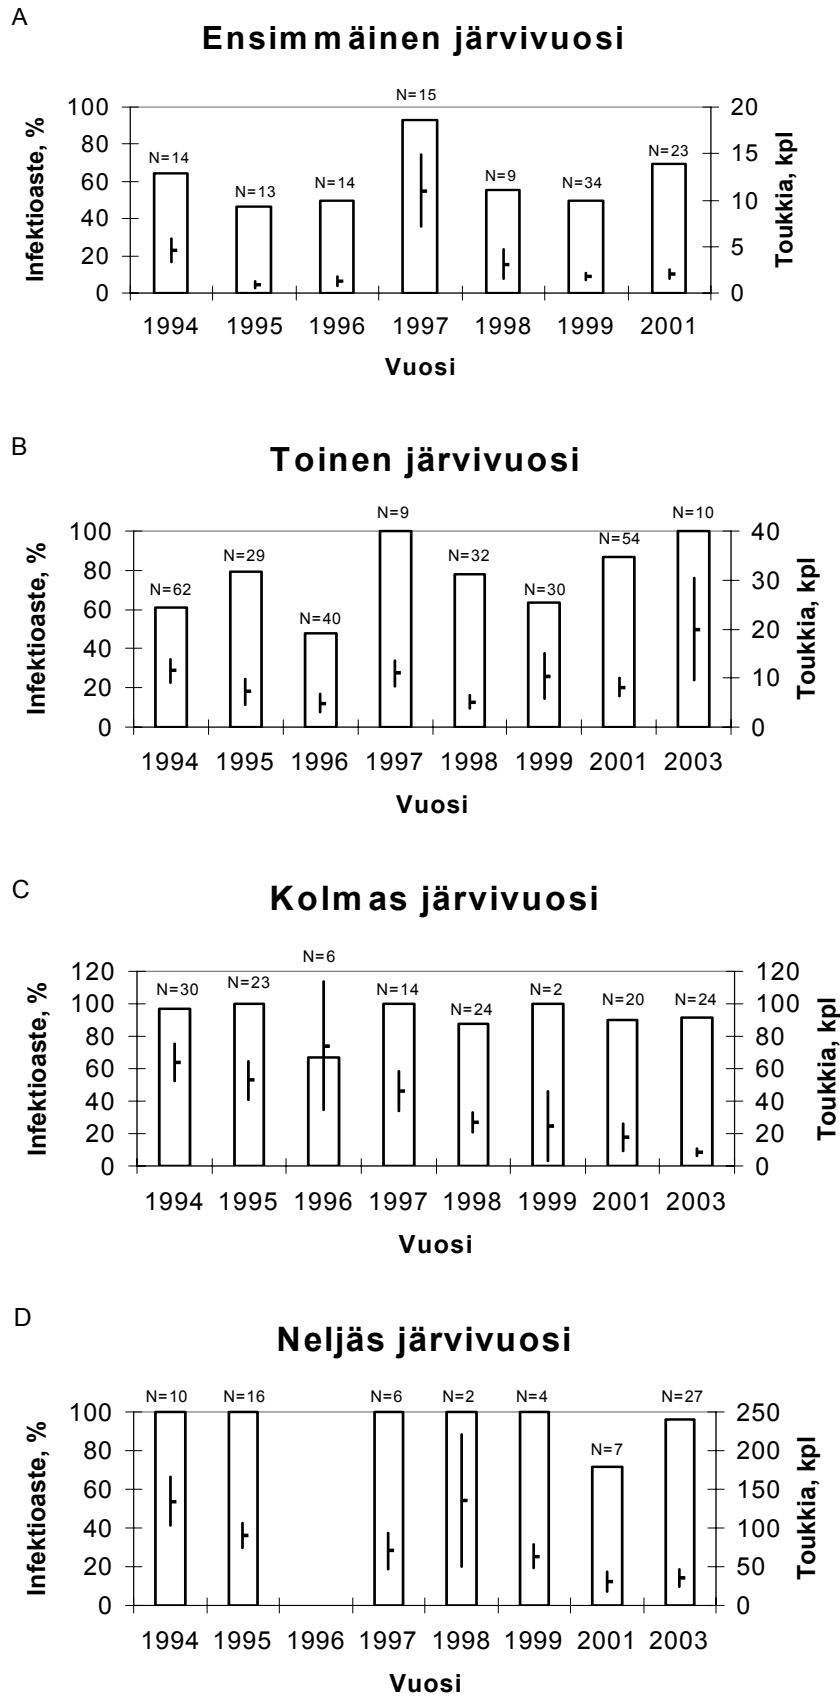 A
Ensimmäinen järvivuosi
N=14 N=13 N=14 N=15 N=9 N=34 N=23
Infektioaste, %
100 80 60 40 20 0
20 15 10 5 0
Toukkia, kpl
1994 1995 1996 1997 1998 1999 2001
Vuosi
B
Toinen järvivuosi
N=62 N=29 N=40 N=9 N=32 N=30 N=54 N=10
Infektioaste, %
100 80 60 40 20 0
40 30 20 10 0
Toukkia, kpl
1994 1995 1996 1997 1998 1999 2001 2003
Vuosi
C
Kolmas järvivuosi
N=30 N=23 N=6 N=14 N=24 N=2 N=20 N=24
Infektioaste, %
120 100 80 60 40 20 0
120 100 80 60 40 20 0
Toukkia, kpl
1994 1995 1996 1997 1998 1999 2001 2003
Vuosi
D
Neljäs järvivuosi
N=10 N=16 N=6 N=2 N=4 N=7 N=27
Infektioaste, %
100 80 60 40 20 0
250 200 150 100 50 0
Toukkia, kpl
1994 1995 1996 1997 1998 1999 2001 2003
Vuosi